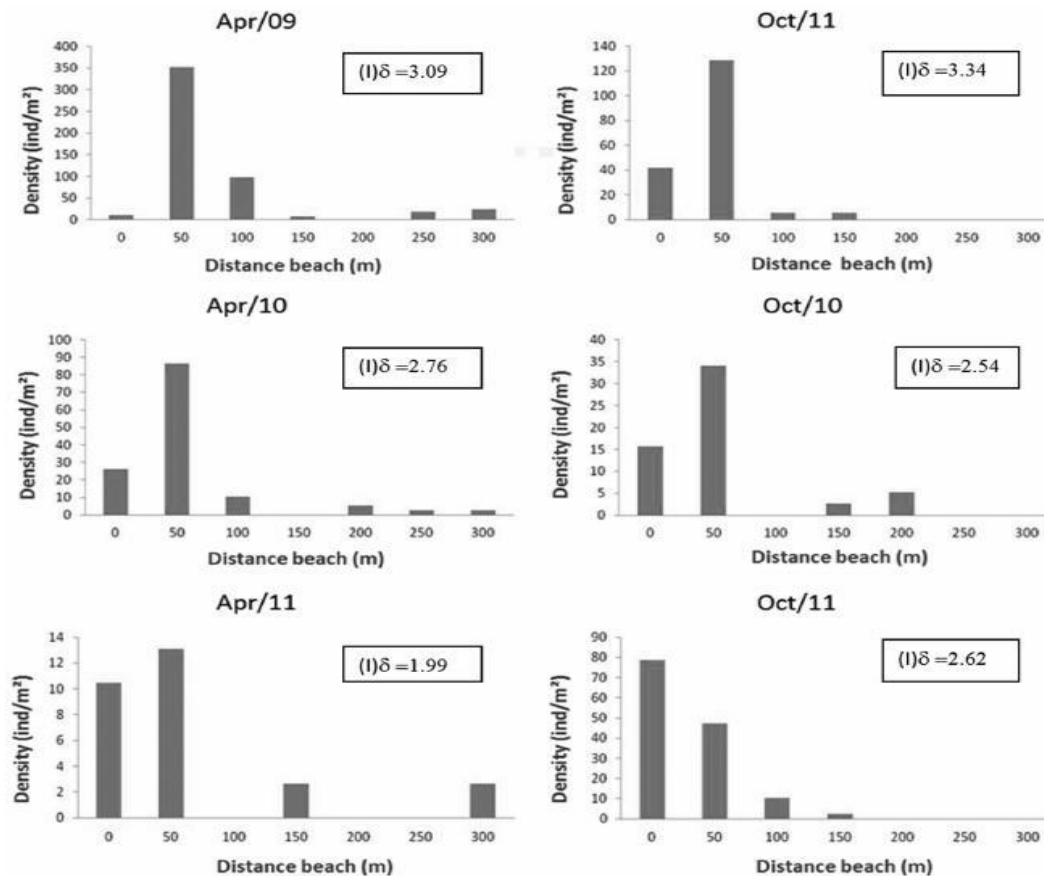 Apr/09
(I)δ =3.09
Density (ind/m²)
400
350
300
250
200
150
100
50
0
0 50 100 150 200 250 300
Distance beach (m)
Oct/11
(I)δ =3.34
Density (ind/m²)
140
120
100
80
60
40
20
0
0 50 100 150 200 250 300
Distance beach (m)
Apr/10
(I)δ =2.76
Density (ind/m²)
100
90
80
70
60
50
40
30
20
10
0
0 50 100 150 200 250 300
Distance beach (m)
Oct/10
(I)δ =2.54
Density (ind/m²)
40
35
30
25
20
15
10
5
0
0 50 100 150 200 250 300
Distance beach (m)
Apr/11
(I)δ =1.99
Density (ind/m²)
14
12
10
8
6
4
2
0
0 50 100 150 200 250 300
Distance beach (m)
Oct/11
(I)δ =2.62
Density (ind/m²)
90
80
70
60
50
40
30
20
10
0
0 50 100 150 200 250 300
Distance beach (m)